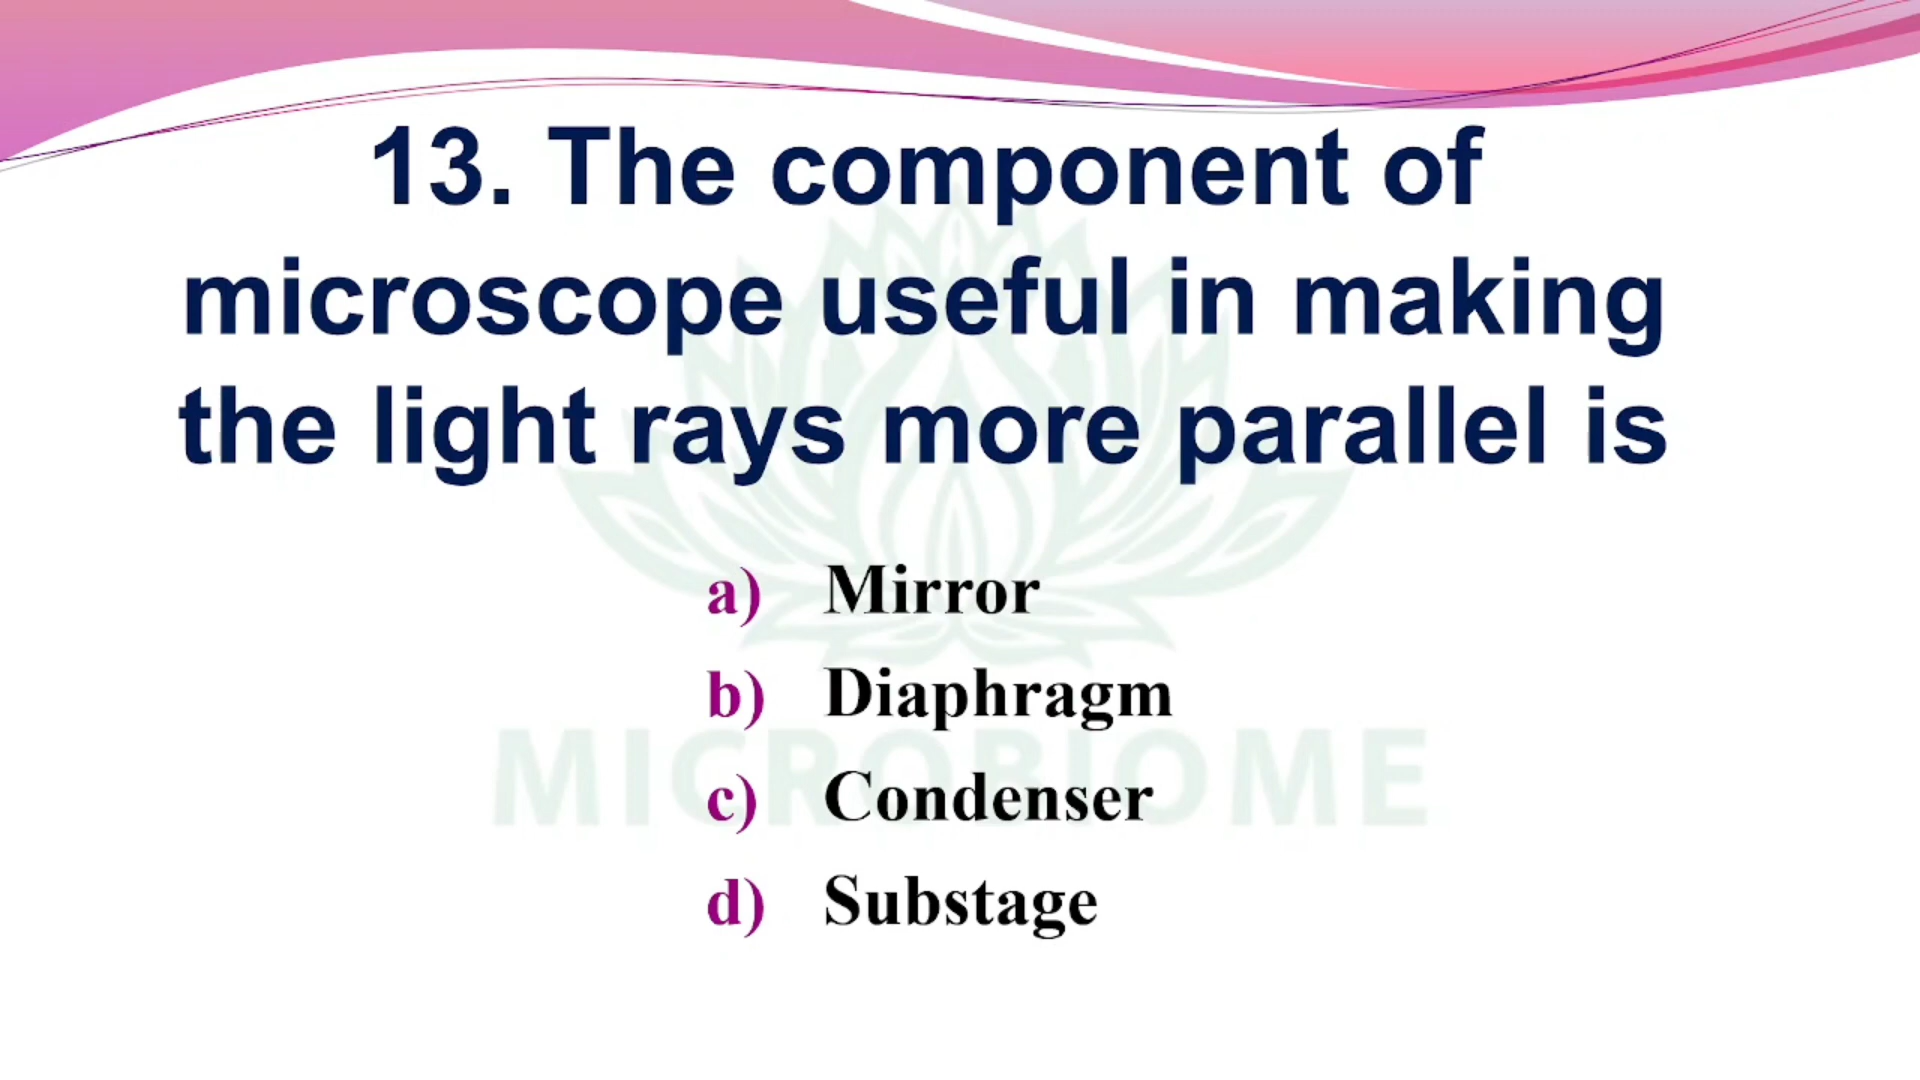 13. The component of
microscope useful in making
the light rays more parallel is
a) Mirror
b) Diaphragm
c) Condenser
d) Substage
MICROBIOME